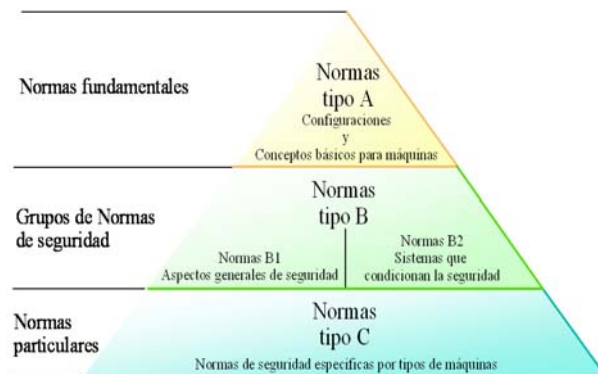 Normas fundamentales
Normas
tipo A
Configuraciones
y
Conceptos básicos para máquinas
Grupos de Normas
de seguridad
Normas
tipo B
Normas B1
Aspectos generales de seguridad
Normas B2
Sistemas que
condicionan la seguridad
Normas
particulares
Normas
tipo C
Normas de seguridad especificas por tipos de máquinas